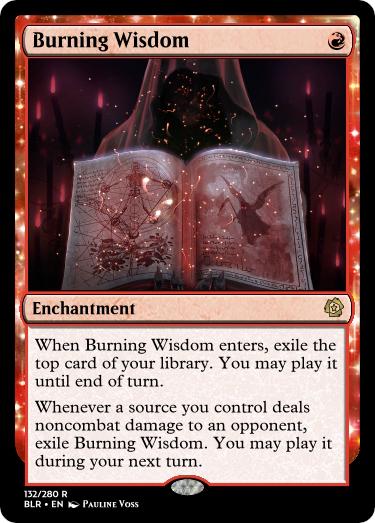 Burning Wisdom
Enchantment
When Burning Wisdom enters, exile the
top card of your library. You may play it
until end of turn.
Whenever a source you control deals
noncombat damage to an opponent,
exile Burning Wisdom. You may play it
during your next turn.
132/280 R
BLR • EN Pauline Voss